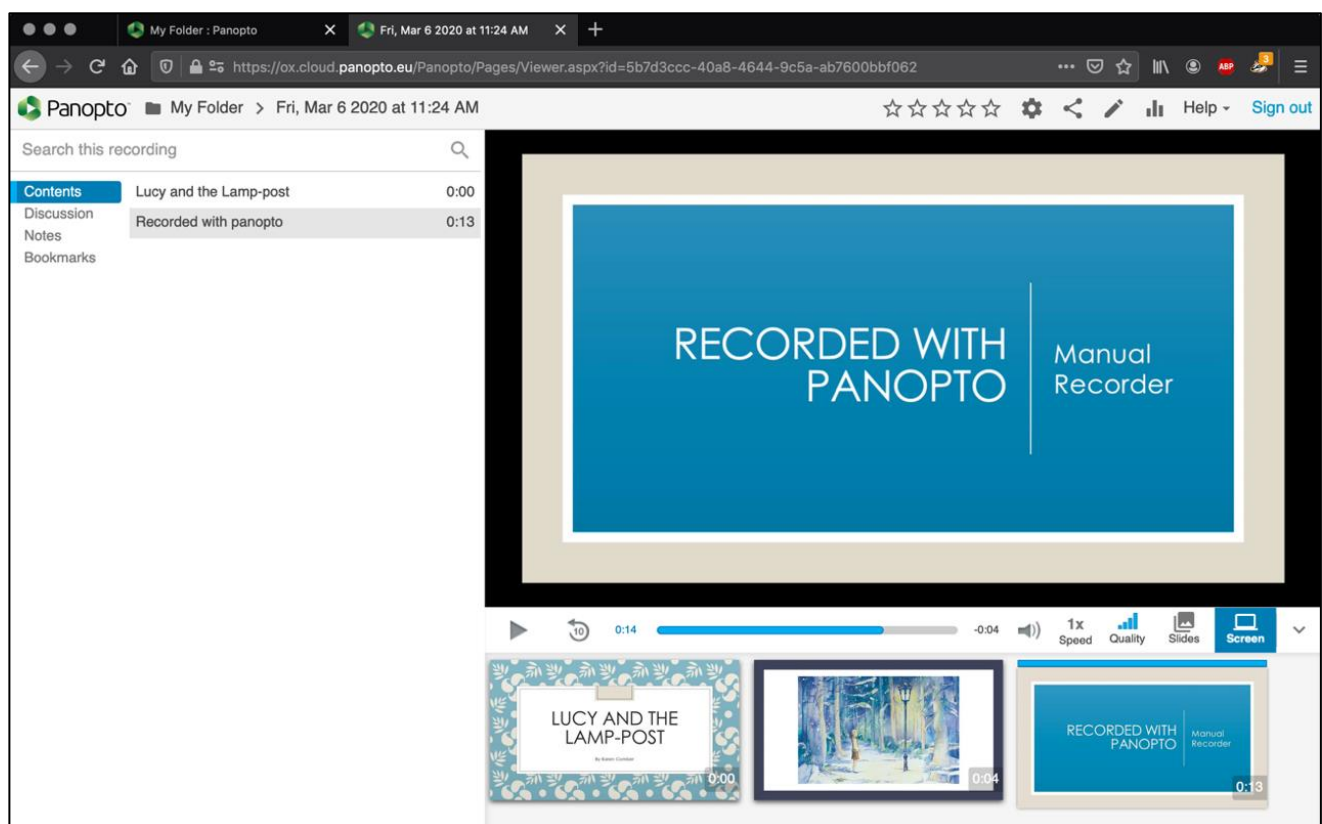 My Folder : Panopto
Fri, Mar 6 2020 at 11:24 AM
https://ox.cloud.panopto.eu/Panopto/Pages/Viewer.aspx?id=5b7d3ccc-40a8-4644-9c5a-ab7600bbf062
ABP
3
Panopto My Folder > Fri, Mar 6 2020 at 11:24 AM
Help
Sign out
Search this recording
Contents
Discussion
Notes
Bookmarks
Lucy and the Lamp-post 0:00
Recorded with panopto 0:13
RECORDED WITH
PANOPTO
Manual
Recorder
10
0:14
-0:04
1x
Speed
Quality
Slides
Screen
LUCY AND THE
LAMP-POST
0:00
0:04
RECORDED WITH
PANOPTO
Manual
Recorder
0:13